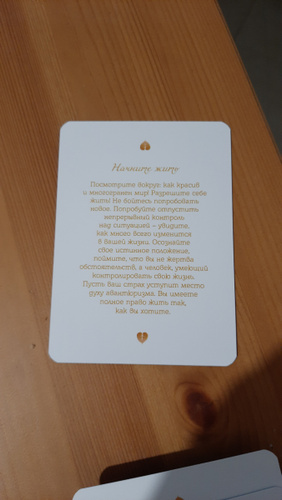 Начните жить
Посмотрите вокруг: как красив
и многогранен мир! Разрешите себе
жить! Не бойтесь попробовать
новое. Попробуйте отпустить
непрерывный контроль
над ситуацией – увидите,
как много всего изменится
в вашей жизни. Осознайте
свое истинное положение,
поймите, что вы не жертва
обстоятельств, а человек, умеющий
контролировать свою жизнь.
Пусть ваш страх уступит место
духу авантюризма. Вы имеете
полное право жить так,
как вы хотите.